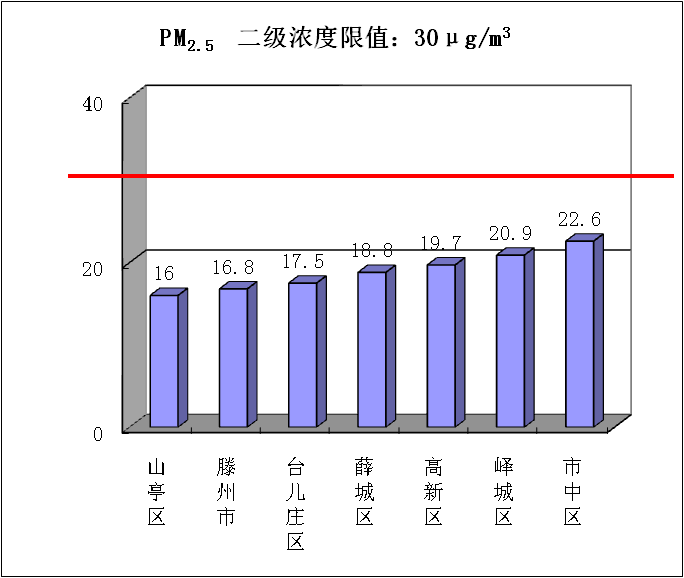 PM2.5 二级浓度限值：30μg/m³
40
20
0
16
16.8
17.5
18.8
19.7
20.9
22.6
山亭区
滕州市
台儿庄区
薛城区
高新区
峄城区
市中区